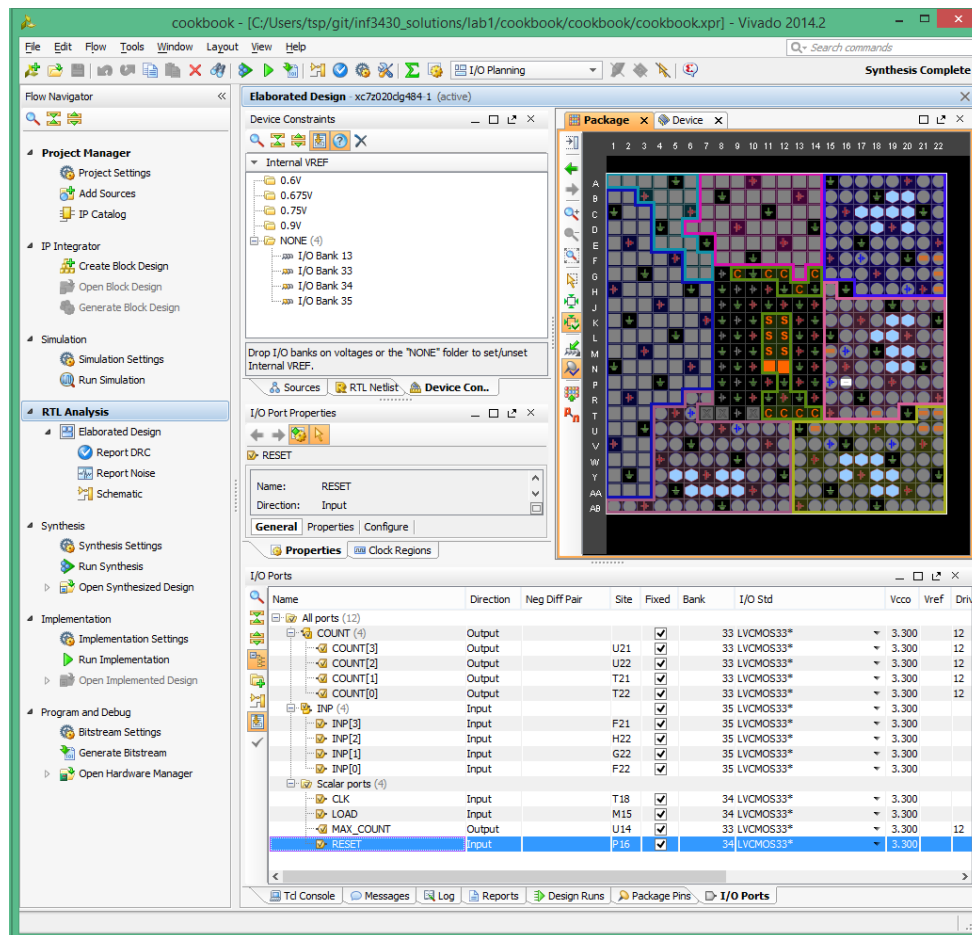 cookbook - [C:/Users/tsp/git/inf3430_solutions/lab1/cookbook/cookbook/cookbook.xpr] - Vivado 2014.2
File Edit Flow Tools Window Layout View Help
Search commands
I/O Planning
Synthesis Complete
Flow Navigator
Project Manager
Project Settings
Add Sources
IP Catalog
IP Integrator
Create Block Design
Open Block Design
Generate Block Design
Simulation
Simulation Settings
Run Simulation
RTL Analysis
Elaborated Design
Report DRC
Report Noise
Schematic
Synthesis
Synthesis Settings
Run Synthesis
Open Synthesized Design
Implementation
Implementation Settings
Run Implementation
Open Implemented Design
Program and Debug
Bitstream Settings
Generate Bitstream
Open Hardware Manager
Elaborated Design - xc7z020clg484-1 (active)
Device Constraints
Internal VREF
0.6V
0.675V
0.75V
0.9V
NONE (4)
I/O Bank 13
I/O Bank 33
I/O Bank 34
I/O Bank 35
Drop I/O banks on voltages or the "NONE" folder to set/unset
Internal VREF.
Sources RTL Netlist Device Con..
I/O Port Properties
RESET
Name: RESET
Direction: Input
General Properties Configure
Properties Clock Regions
Package Device
1 2 3 4 5 6 7 8 9 10 11 12 13 14 15 16 17 18 19 20 21 22
A
B
C
D
E
F
G
C C C C
H
C
J
K
S S
L
S S
M
S S
N
P
R
T
C C C C
U
V
W
Y
AA
AB
I/O Ports
Name Direction Neg Diff Pair Site Fixed Bank I/O Std Vcco Vref Driv
All ports (12)
COUNT (4) Output 33 LVCMOS33* 3.300 12
COUNT[3] Output U21 33 LVCMOS33* 3.300 12
COUNT[2] Output U22 33 LVCMOS33* 3.300 12
COUNT[1] Output T21 33 LVCMOS33* 3.300 12
COUNT[0] Output T22 33 LVCMOS33* 3.300 12
INP (4) Input 35 LVCMOS33* 3.300
INP[3] Input F21 35 LVCMOS33* 3.300
INP[2] Input H22 35 LVCMOS33* 3.300
INP[1] Input G22 35 LVCMOS33* 3.300
INP[0] Input F22 35 LVCMOS33* 3.300
Scalar ports (4)
CLK Input T18 34 LVCMOS33* 3.300
LOAD Input M15 34 LVCMOS33* 3.300
MAX_COUNT Output U14 33 LVCMOS33* 3.300 12
RESET Input P16 34 LVCMOS33* 3.300
Tcl Console Messages Log Reports Design Runs Package Pins I/O Ports